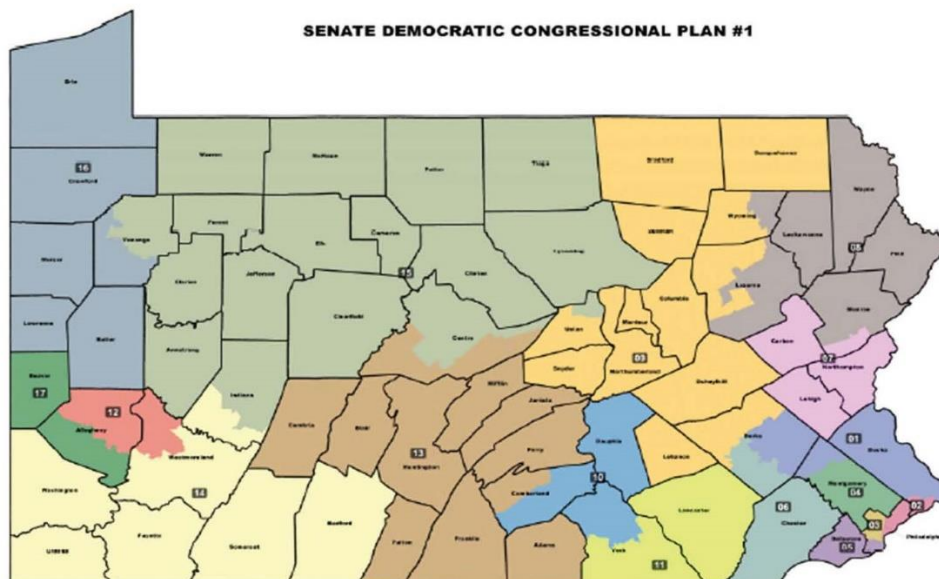 SENATE DEMOCRATIC CONGRESSIONAL PLAN #1
Erie
Warren
McKean
Potter
Tioga
Bradford
Susquehanna
Wayne
16
Crawford
Wyoming
Forest
Venango
Elk
Cameron
Lackawanna
Pike
Lycoming
Mercer
Clinton
Jefferson
Clarion
Luzerne
Columbia
Monroe
Lawrence
Clearfield
Union
Montour
Butler
Centre
Carbon
Armstrong
09
07
Snyder
Northumberland
Northampton
Beaver
17
Mifflin
Schuylkill
Indiana
Juniata
Lehigh
12
Allegheny
Cambria
Blair
Dauphin
Berks
01
Bucks
Westmoreland
13
Huntington
Perry
Lebanon
10
Cumberland
Montgomery
04
Washington
14
Lancaster
06
02
Chester
03
Philadelphia
Fayette
Somerset
Bedford
Fulton
Franklin
Adams
York
Delaware
05
11